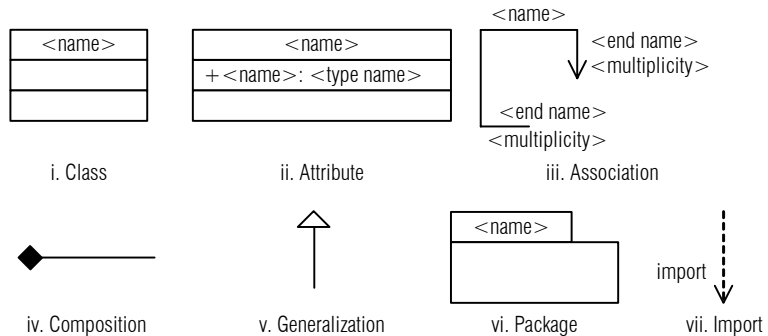 <name>
i. Class
<name>
+<name>: <type name>
ii. Attribute
<name>
<end name>
<multiplicity>
<end name>
<multiplicity>
iii. Association
iv. Composition
v. Generalization
<name>
vi. Package
import
vii. Import